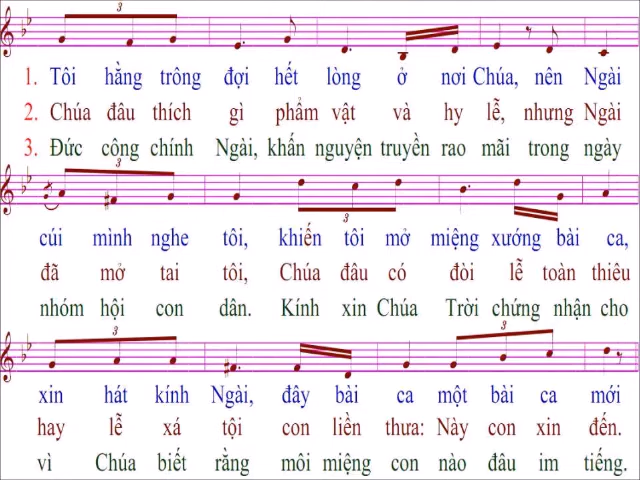 3
1. Tôi hằng trông đợi hết lòng ở nơi Chúa, nên Ngài
2. Chúa đâu thích gì phẩm vật và hy lễ, nhưng Ngài
3. Đức công chính Ngài, khấn nguyện truyền rao mãi trong ngày
3 3
cúi mình nghe tôi, khiến tôi mở miệng xướng bài ca,
đã mở tai tôi, Chúa đâu có đòi lễ toàn thiêu
nhóm hội con dân. Kính xin Chúa Trời chứng nhận cho
3 3
xin hát kính Ngài, đây bài ca một bài ca mới
hay lễ xá tội con liền thưa: Này con xin đến.
vì Chúa biết rằng môi miệng con nào đâu im tiếng.